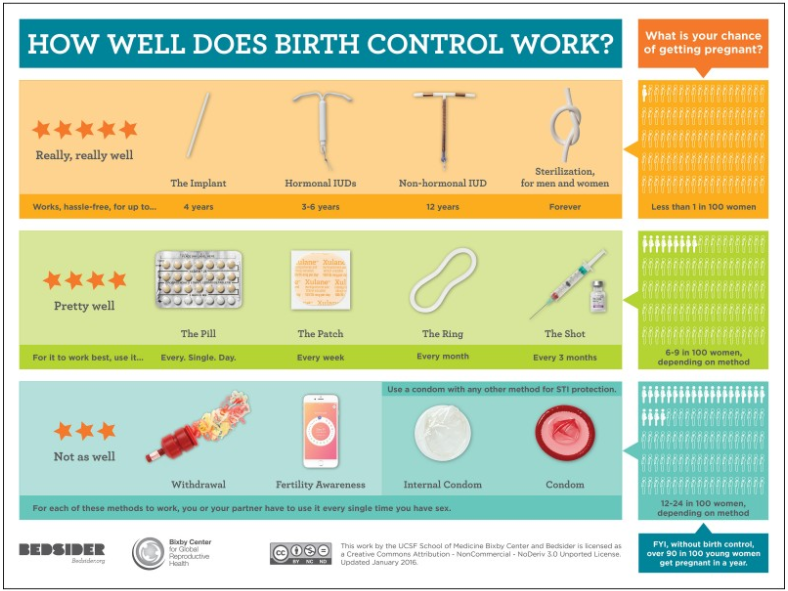 HOW WELL DOES BIRTH CONTROL WORK?
What is your chance
of getting pregnant?
Really, really well
The Implant
Hormonal IUDs
Non-hormonal IUD
Sterilization,
for men and women
Works, hassle-free, for up to...
4 years
3-6 years
12 years
Forever
Less than 1 in 100 women
Pretty well
Xulane
The Pill
The Patch
The Ring
The Shot
For it to work best, use it...
Every. Single. Day.
Every week
Every month
Every 3 months
6-9 in 100 women,
depending on method
Use a condom with any other method for STI protection.
Not as well
Withdrawal
Fertility Awareness
Internal Condom
Condom
For each of these methods to work, you or your partner have to use it every single time you have sex.
12-24 in 100 women,
depending on method
FYI, without birth control,
over 90 in 100 young women
get pregnant in a year.
BEDSIDER
Bedsider.org
Bixby Center
for Global
Reproductive
Health
CC
BY NC ND
This work by the UCSF School of Medicine Bixby Center and Bedsider is licensed as
a Creative Commons Attribution - NonCommercial - NoDeriv 3.0 Unported License.
Updated January 2016.